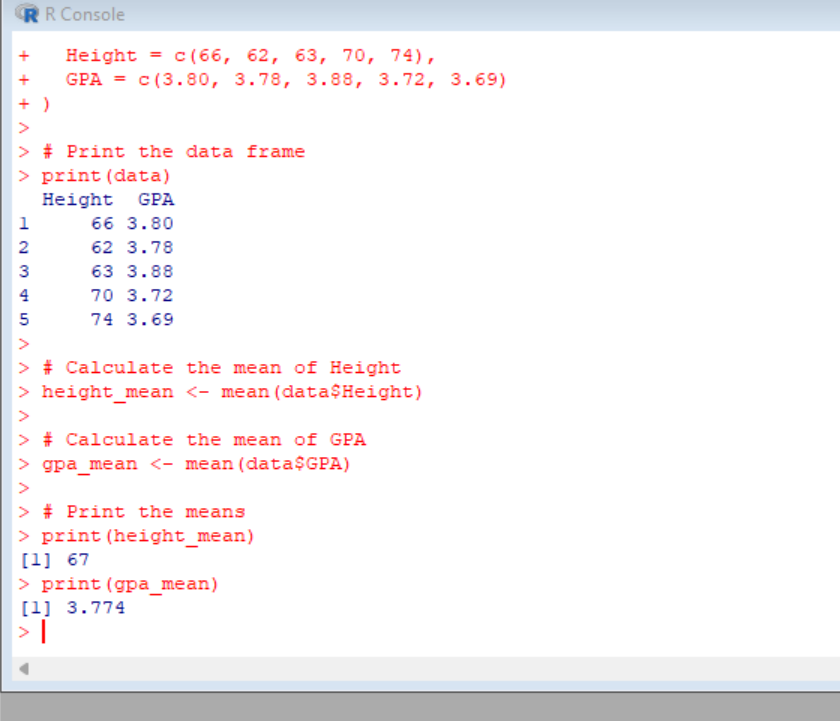 R Console
+   Height = c(66, 62, 63, 70, 74),
+   GPA = c(3.80, 3.78, 3.88, 3.72, 3.69)
+ )
>
> # Print the data frame
> print(data)
  Height  GPA
1     66 3.80
2     62 3.78
3     63 3.88
4     70 3.72
5     74 3.69
>
> # Calculate the mean of Height
> height_mean <- mean(data$Height)
>
> # Calculate the mean of GPA
> gpa_mean <- mean(data$GPA)
>
> # Print the means
> print(height_mean)
[1] 67
> print(gpa_mean)
[1] 3.774
>